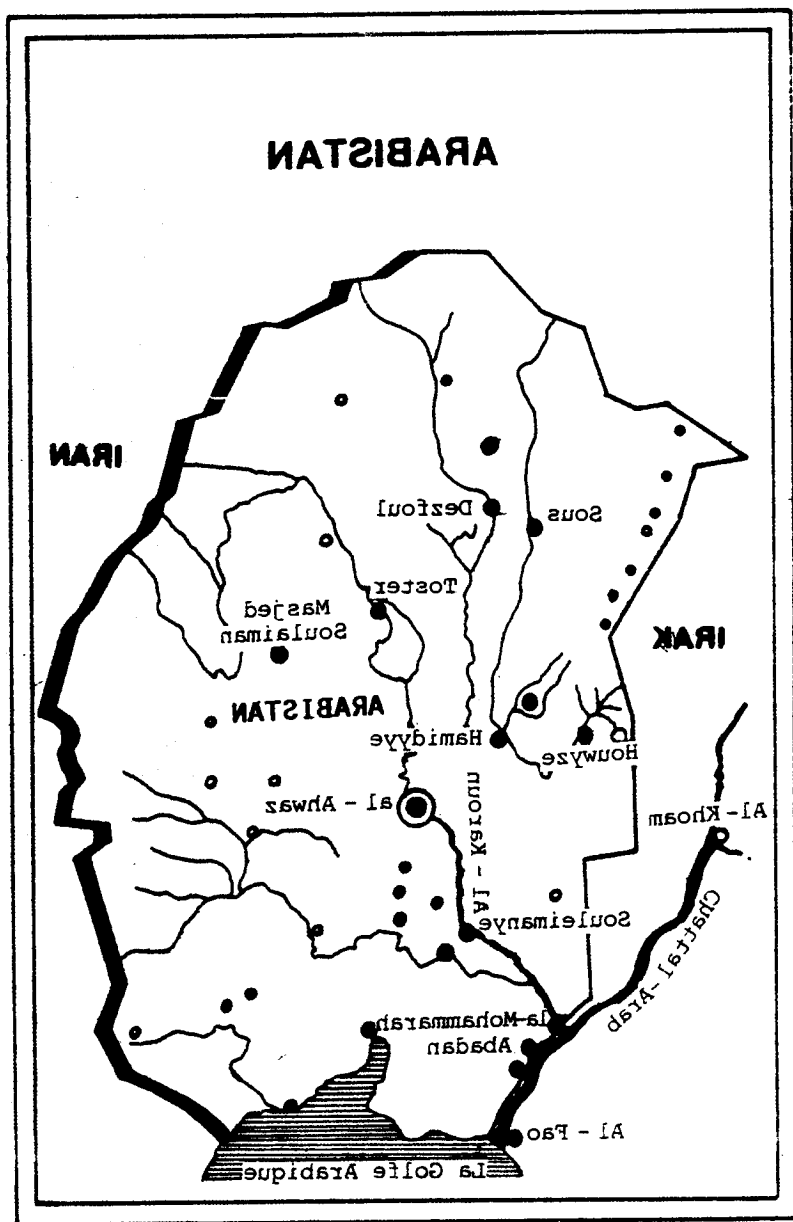 ARABISTAN
IRAN
Dezfoul
Sous
Toster
Masjed
Soulaiman
IRAK
ARABISTAN
Hamidyye
Houwyze
al - Ahwaz
Al - Karoun
Al-Khoam
Souleimanye
Chattal-Arab
la-Mohammarah
Abadan
Al - Fao
La Golfe Arabique